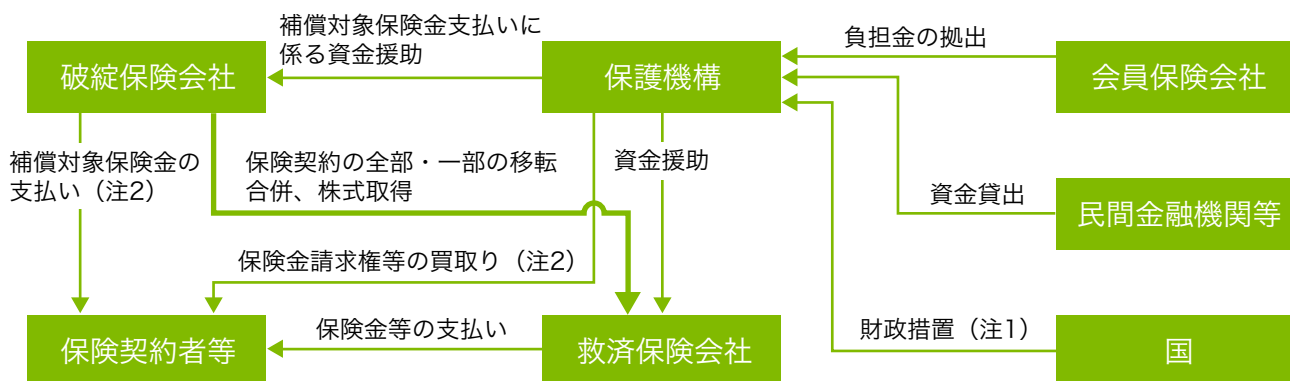 補償対象保険金支払いに
係る資金援助
負担金の拠出
破綻保険会社
保護機構
会員保険会社
補償対象保険金の
支払い（注2）
保険契約の全部・一部の移転
合併、株式取得
資金援助
資金貸出
民間金融機関等
保険金請求権等の買取り（注2）
保険契約者等
保険金等の支払い
救済保険会社
財政措置（注1）
国